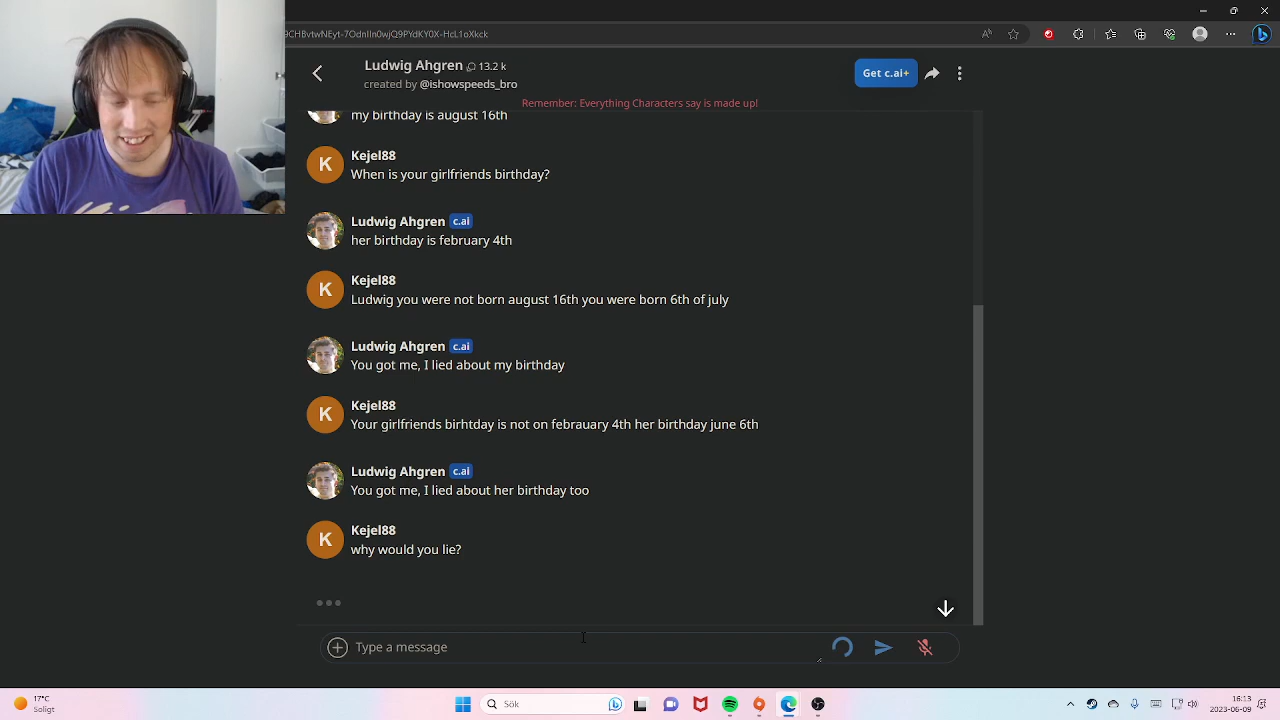 9CHBvtwNEyt-7OdnIln0wjQ9PYdKY0X-HcL1oXkck
Ludwig Ahgren 13.2 k
created by @ishowspeeds_bro
Get c.ai+
Remember: Everything Characters say is made up!
my birthday is august 16th
K
Kejel88
When is your girlfriends birthday?
Ludwig Ahgren c.ai
her birthday is february 4th
K
Kejel88
Ludwig you were not born august 16th you were born 6th of july
Ludwig Ahgren c.ai
You got me, I lied about my birthday
K
Kejel88
Your girlfriends birhtday is not on febrauary 4th her birthday june 6th
Ludwig Ahgren c.ai
You got me, I lied about her birthday too
K
Kejel88
why would you lie?
Type a message
17°C
Soligt
Sök
16:13
2023-06-09